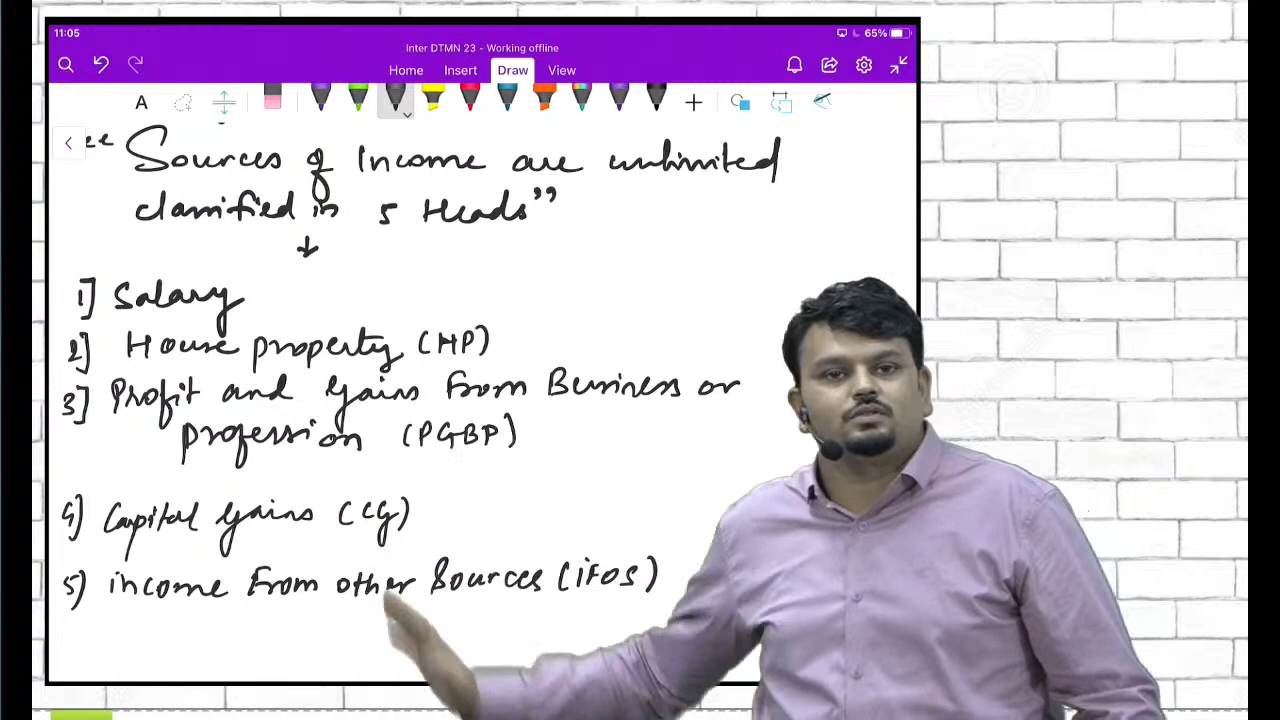 11:05
65%
Inter DTMN 23 - Working offline
Home Insert Draw View
A
"Sources of Income are unlimited
classified in 5 Heads"
1] Salary
2] House property (HP)
3] Profit and Gains From Business or
profession (PGBP)
4) Capital Gains (CG)
5) income From other Sources (iFOS)